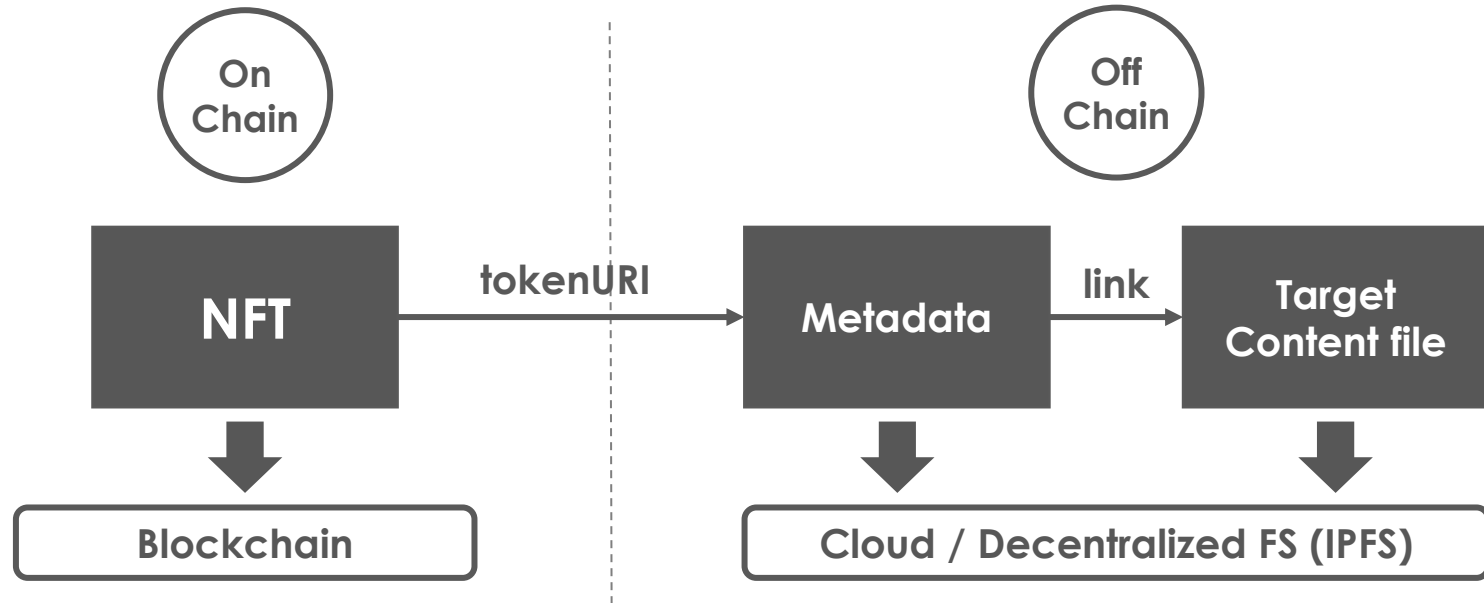 On
Chain
Off
Chain
NFT
tokenURI
Metadata
link
Target
Content file
Blockchain
Cloud / Decentralized FS (IPFS)